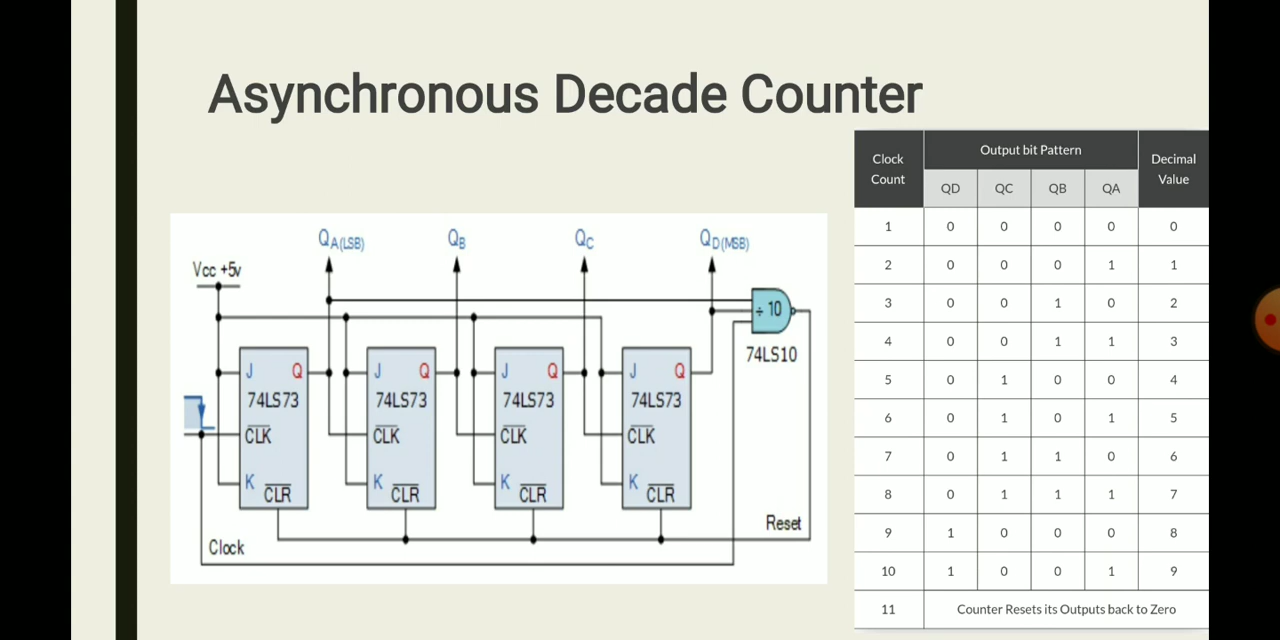 Asynchronous Decade Counter
Clock Count
Output bit Pattern
Decimal Value
QD QC QB QA
1 0 0 0 0 0
2 0 0 0 1 1
3 0 0 1 0 2
4 0 0 1 1 3
5 0 1 0 0 4
6 0 1 0 1 5
7 0 1 1 0 6
8 0 1 1 1 7
9 1 0 0 0 8
10 1 0 0 1 9
11 Counter Resets its Outputs back to Zero
QA(LSB) QB QC QD(MSB)
Vcc +5v
÷ 10
74LS10
J Q J Q J Q J Q
74LS73 74LS73 74LS73 74LS73
CLK CLK CLK CLK
K CLR K CLR K CLR K CLR
Reset
Clock